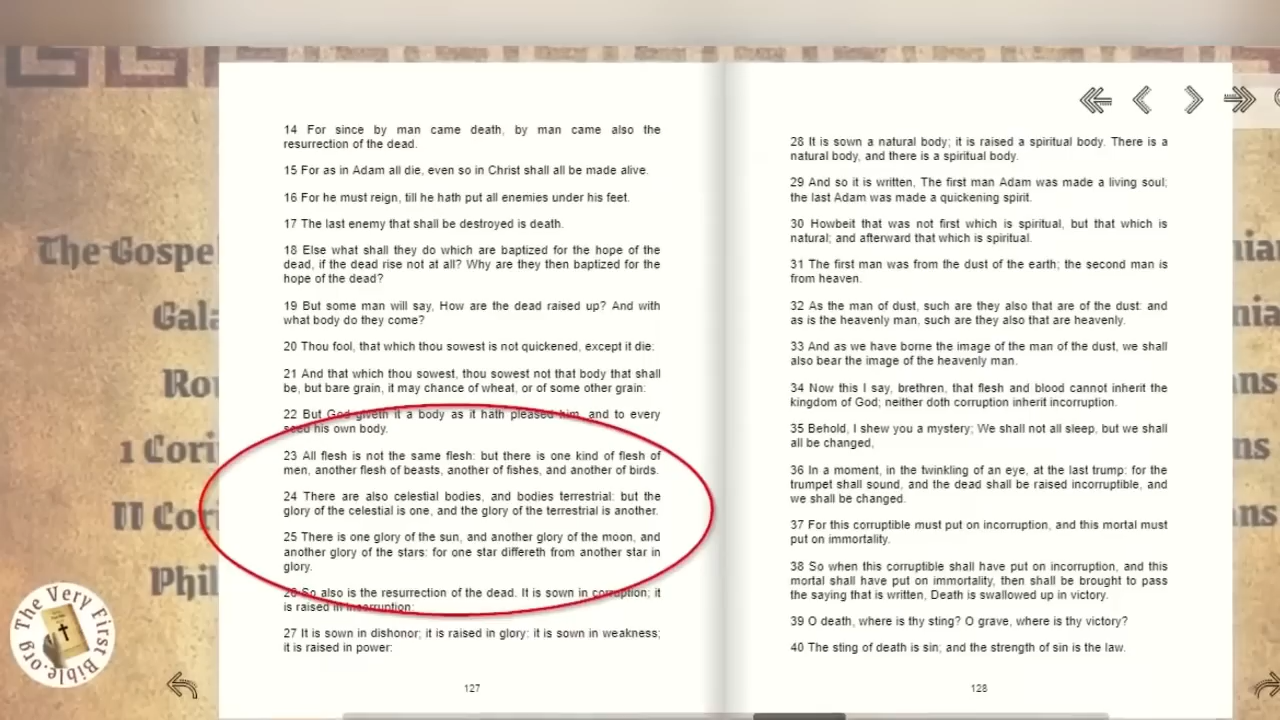 14 For since by man came death, by man came also the
resurrection of the dead.
15 For as in Adam all die, even so in Christ shall all be made alive.
16 For he must reign, till he hath put all enemies under his feet.
17 The last enemy that shall be destroyed is death.
18 Else what shall they do which are baptized for the hope of the
dead, if the dead rise not at all? Why are they then baptized for the
hope of the dead?
19 But some man will say, How are the dead raised up? And with
what body do they come?
20 Thou fool, that which thou sowest is not quickened, except it die:
21 And that which thou sowest, thou sowest not that body that shall
be, but bare grain, it may chance of wheat, or of some other grain:
22 But God giveth it a body as it hath pleased him, and to every
seed his own body.
23 All flesh is not the same flesh: but there is one kind of flesh of
men, another flesh of beasts, another of fishes, and another of birds.
24 There are also celestial bodies, and bodies terrestrial: but the
glory of the celestial is one, and the glory of the terrestrial is another.
25 There is one glory of the sun, and another glory of the moon, and
another glory of the stars: for one star differeth from another star in
glory.
26 So also is the resurrection of the dead. It is sown in corruption; it
is raised in incorruption:
27 It is sown in dishonor; it is raised in glory: it is sown in weakness;
it is raised in power:
127
28 It is sown a natural body; it is raised a spiritual body. There is a
natural body, and there is a spiritual body.
29 And so it is written, The first man Adam was made a living soul;
the last Adam was made a quickening spirit.
30 Howbeit that was not first which is spiritual, but that which is
natural; and afterward that which is spiritual.
31 The first man was from the dust of the earth; the second man is
from heaven.
32 As the man of dust, such are they also that are of the dust: and
as is the heavenly man, such are they also that are heavenly.
33 And as we have borne the image of the man of the dust, we shall
also bear the image of the heavenly man.
34 Now this I say, brethren, that flesh and blood cannot inherit the
kingdom of God; neither doth corruption inherit incorruption.
35 Behold, I shew you a mystery; We shall not all sleep, but we shall
all be changed,
36 In a moment, in the twinkling of an eye, at the last trump: for the
trumpet shall sound, and the dead shall be raised incorruptible, and
we shall be changed.
37 For this corruptible must put on incorruption, and this mortal must
put on immortality.
38 So when this corruptible shall have put on incorruption, and this
mortal shall have put on immortality, then shall be brought to pass
the saying that is written, Death is swallowed up in victory.
39 O death, where is thy sting? O grave, where is thy victory?
40 The sting of death is sin; and the strength of sin is the law.
128
The Gospe
Gala
Ro
1 Cori
II Cor
Phil
nia
nia
ans
ns
ans
The Very First Bible.org